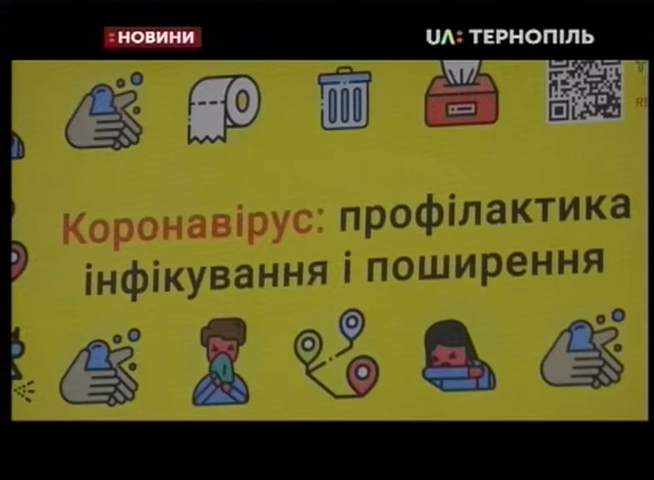 :НОВИНИ
UA: ТЕРНОПІЛЬ
Коронавірус: профілактика
інфікування і поширення